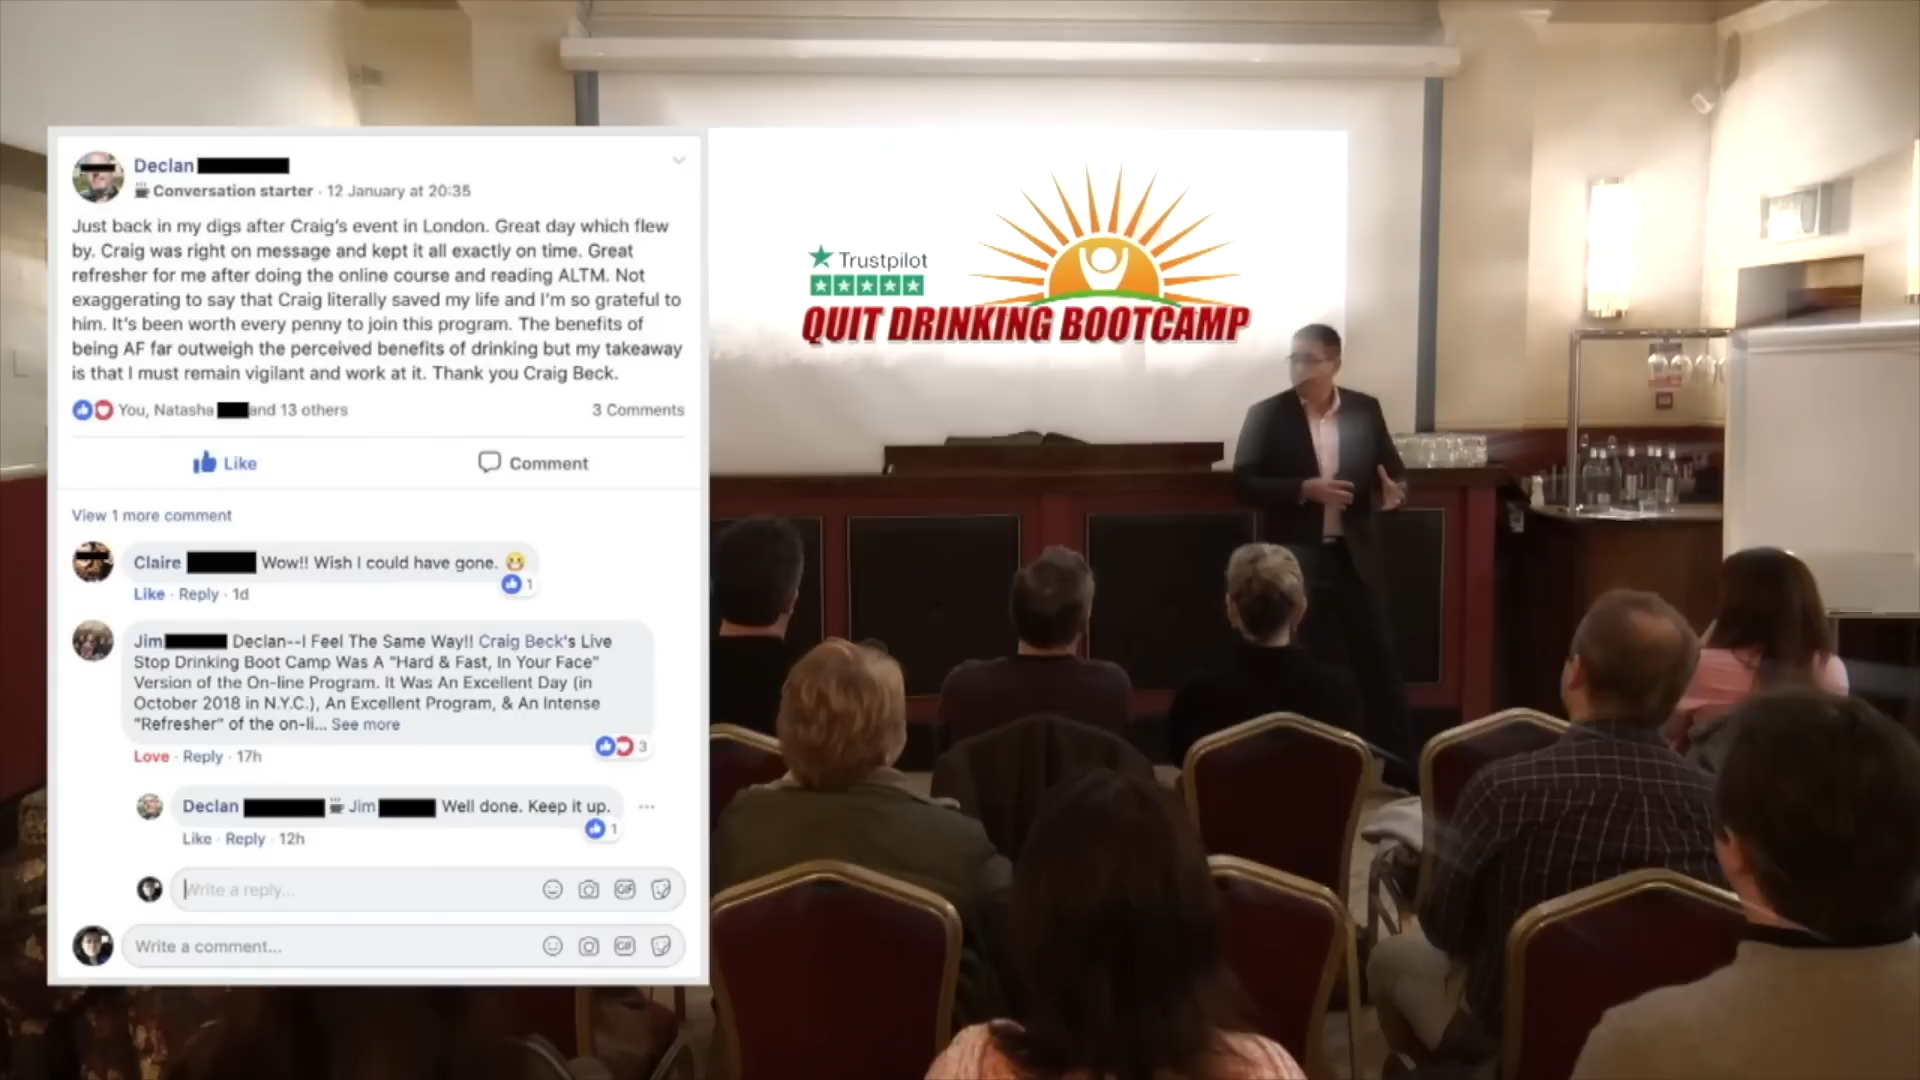 Declan
Conversation starter · 12 January at 20:35
Just back in my digs after Craig's event in London. Great day which flew
by. Craig was right on message and kept it all exactly on time. Great
refresher for me after doing the online course and reading ALTM. Not
exaggerating to say that Craig literally saved my life and I'm so grateful to
him. It's been worth every penny to join this program. The benefits of
being AF far outweigh the perceived benefits of drinking but my takeaway
is that I must remain vigilant and work at it. Thank you Craig Beck.
You, Natasha and 13 others
3 Comments
Like
Comment
View 1 more comment
Claire Wow!! Wish I could have gone. 😷
1
Like · Reply · 1d
Jim Declan--I Feel The Same Way!! Craig Beck's Live
Stop Drinking Boot Camp Was A "Hard & Fast, In Your Face"
Version of the On-line Program. It Was An Excellent Day (in
October 2018 in N.Y.C.), An Excellent Program, & An Intense
"Refresher" of the on-li... See more
3
Love · Reply · 17h
Declan Jim Well done. Keep it up.
1
Like · Reply · 12h
Write a reply...
GIF
Write a comment...
GIF
Trustpilot
QUIT DRINKING BOOTCAMP